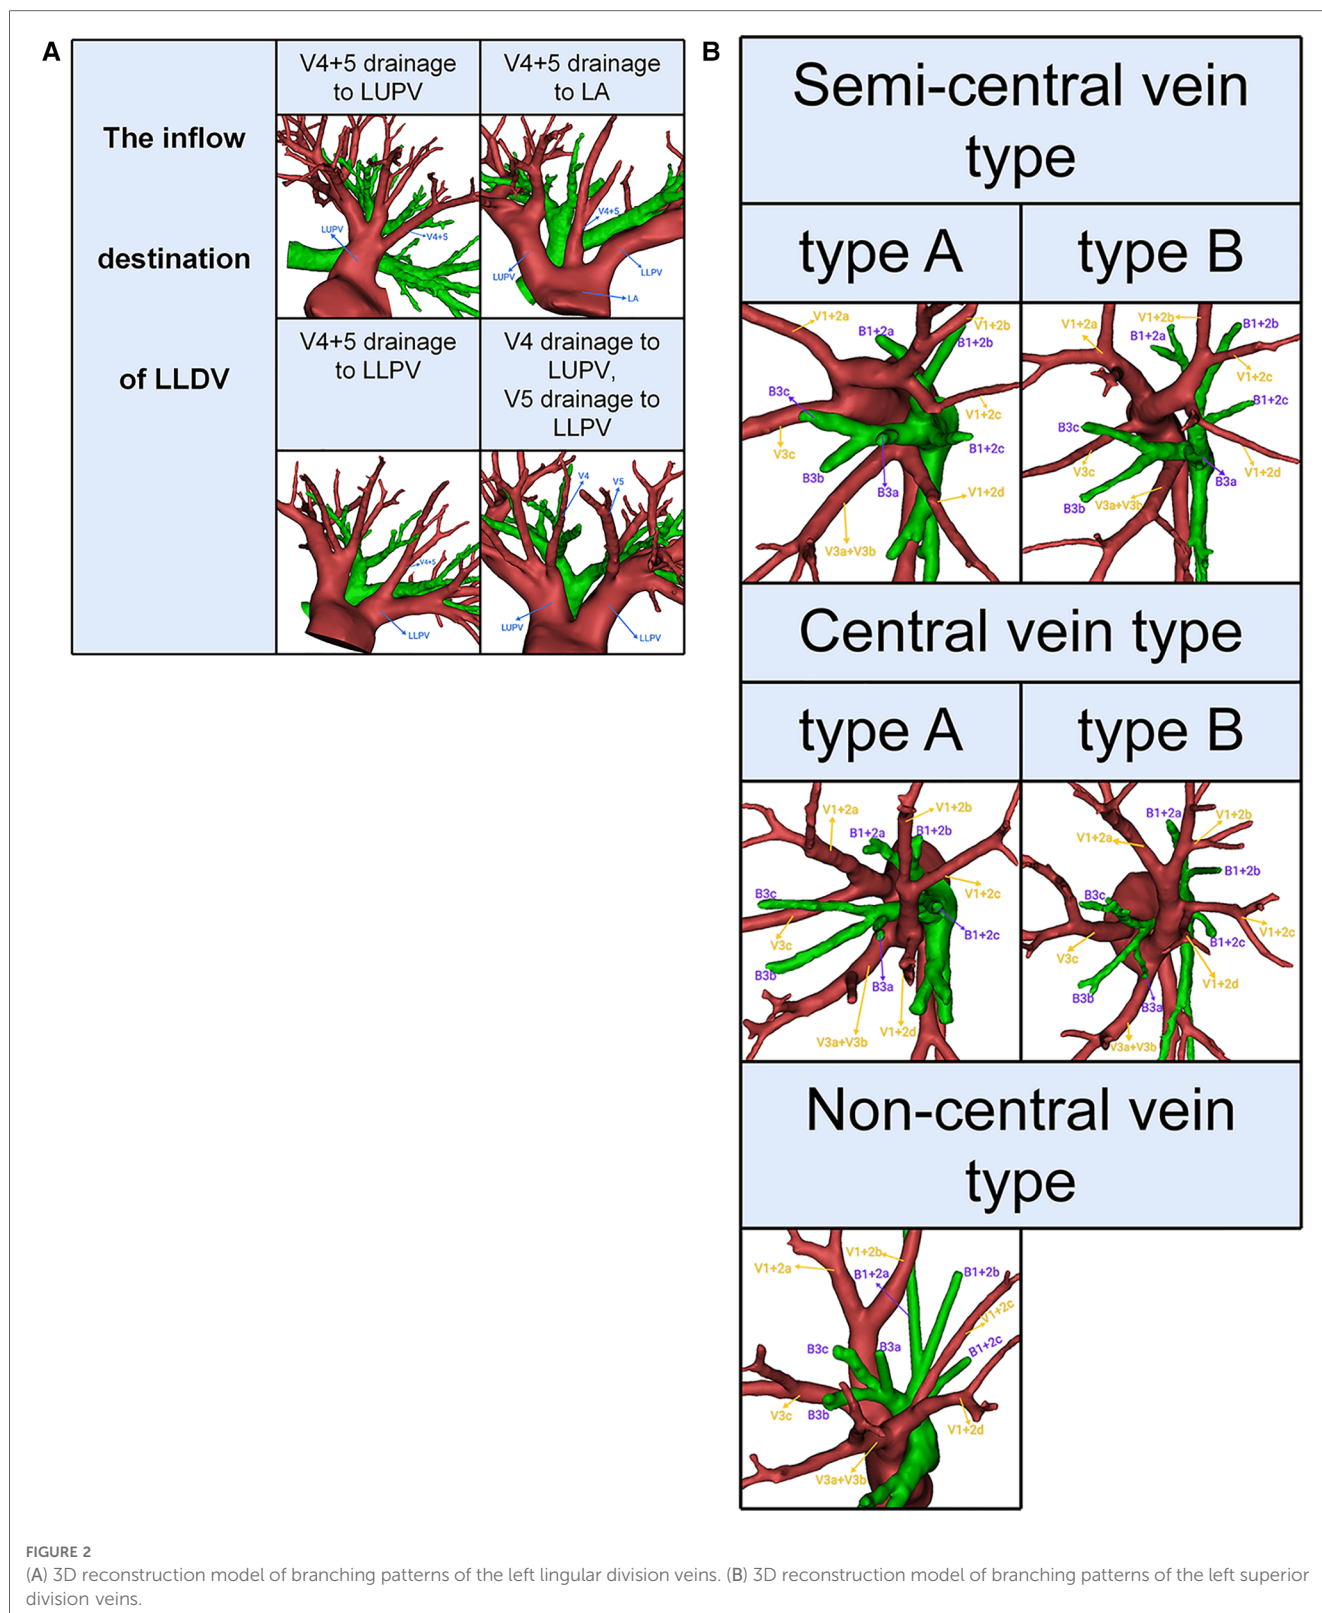 A
The inflow
destination
of LLDV
V4+5 drainage
to LUPV
V4+5 drainage
to LA
LUPV
V4+5
V4+5
LUPV
LLPV
LA
V4+5 drainage
to LLPV
V4 drainage to
LUPV,
V5 drainage to
LLPV
V4+5
LLPV
V4
V5
LUPV
LLPV
B
Semi-central vein
type
type A
type B
V1+2a
B1+2a
V1+2b
B1+2b
B3c
V1+2c
V3c
B1+2c
B3b
B3a
V1+2d
V3a+V3b
V1+2b
B1+2b
V1+2a
B1+2a
V1+2c
B1+2c
B3c
V3c
V1+2d
B3a
B3b
V3a+V3b
Central vein type
type A
type B
V1+2a
V1+2b
B1+2a
B1+2b
V1+2c
B3c
V3c
B1+2c
B3b
B3a
V3a+V3b
V1+2d
B1+2a
V1+2b
V1+2a
B1+2b
B3c
V1+2c
B1+2c
V3c
V1+2d
B3b
B3a
V3a+V3b
Non-central vein
type
V1+2b
V1+2a
B1+2a
B1+2b
V1+2c
B3c
B3a
B1+2c
V3c
B3b
V1+2d
V3a+V3b
FIGURE 2
(A) 3D reconstruction model of branching patterns of the left lingular division veins. (B) 3D reconstruction model of branching patterns of the left superior
division veins.